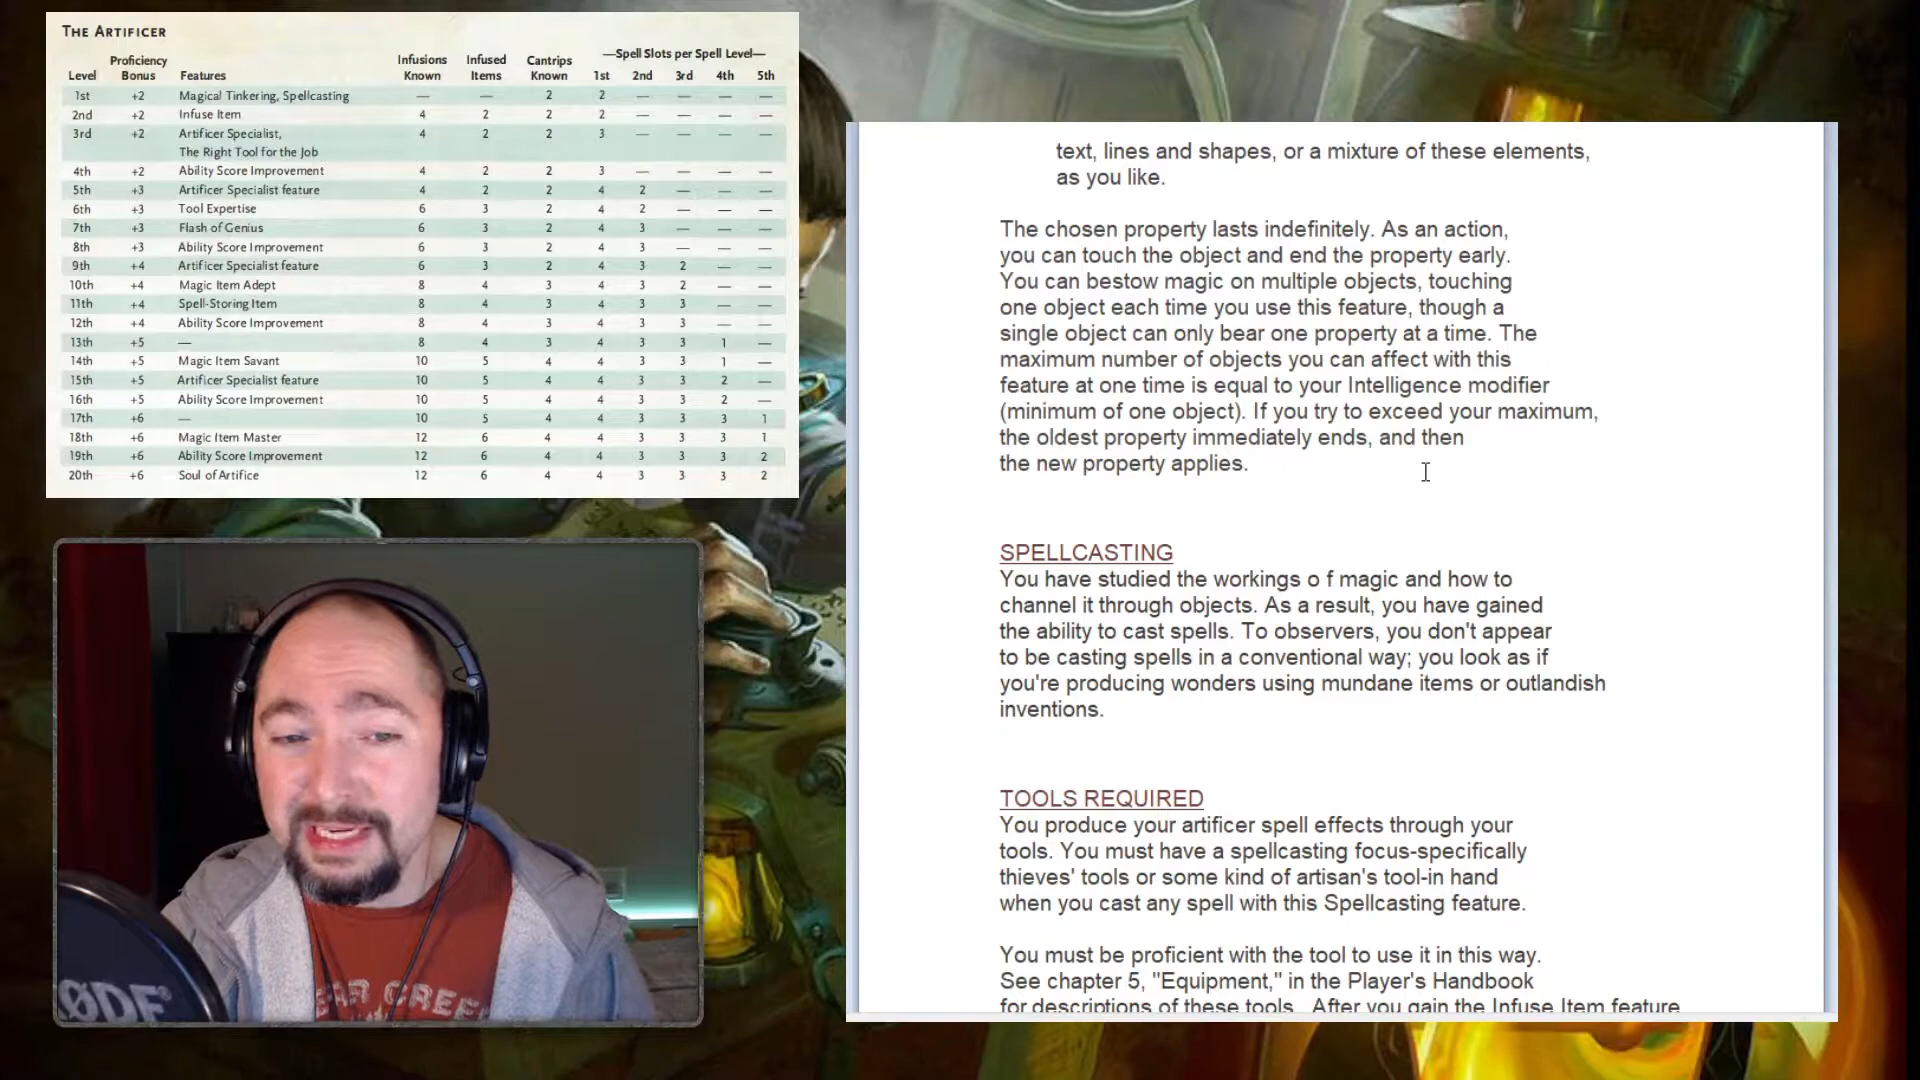 THE ARTIFICER
—Spell Slots per Spell Level—
Level Proficiency Bonus Features Infusions Known Infused Items Cantrips Known 1st 2nd 3rd 4th 5th
1st +2 Magical Tinkering, Spellcasting — — 2 2 — — — —
2nd +2 Infuse Item 4 2 2 2 — — — —
3rd +2 Artificer Specialist, 4 2 2 3 — — — —
The Right Tool for the Job
4th +2 Ability Score Improvement 4 2 2 3 — — — —
5th +3 Artificer Specialist feature 4 2 2 4 2 — — —
6th +3 Tool Expertise 6 3 2 4 2 — — —
7th +3 Flash of Genius 6 3 2 4 3 — — —
8th +3 Ability Score Improvement 6 3 2 4 3 — — —
9th +4 Artificer Specialist feature 6 3 2 4 3 2 — —
10th +4 Magic Item Adept 8 4 3 4 3 2 — —
11th +4 Spell-Storing Item 8 4 3 4 3 3 — —
12th +4 Ability Score Improvement 8 4 3 4 3 3 — —
13th +5 — 8 4 3 4 3 3 1 —
14th +5 Magic Item Savant 10 5 4 4 3 3 1 —
15th +5 Artificer Specialist feature 10 5 4 4 3 3 2 —
16th +5 Ability Score Improvement 10 5 4 4 3 3 2 —
17th +6 — 10 5 4 4 3 3 3 1
18th +6 Magic Item Master 12 6 4 4 3 3 3 1
19th +6 Ability Score Improvement 12 6 4 4 3 3 3 2
20th +6 Soul of Artifice 12 6 4 4 3 3 3 2
text, lines and shapes, or a mixture of these elements,
as you like.
The chosen property lasts indefinitely. As an action,
you can touch the object and end the property early.
You can bestow magic on multiple objects, touching
one object each time you use this feature, though a
single object can only bear one property at a time. The
maximum number of objects you can affect with this
feature at one time is equal to your Intelligence modifier
(minimum of one object). If you try to exceed your maximum,
the oldest property immediately ends, and then
the new property applies.
SPELLCASTING
You have studied the workings o f magic and how to
channel it through objects. As a result, you have gained
the ability to cast spells. To observers, you don't appear
to be casting spells in a conventional way; you look as if
you're producing wonders using mundane items or outlandish
inventions.
TOOLS REQUIRED
You produce your artificer spell effects through your
tools. You must have a spellcasting focus-specifically
thieves' tools or some kind of artisan's tool-in hand
when you cast any spell with this Spellcasting feature.
You must be proficient with the tool to use it in this way.
See chapter 5, "Equipment," in the Player's Handbook
for descriptions of these tools. After you gain the Infuse Item feature